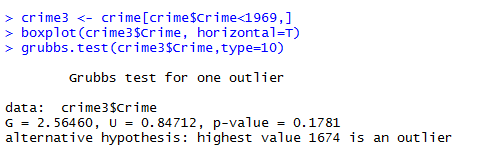 > crime3 <- crime[crime$Crime<1969,]
> boxplot(crime3$Crime, horizontal=T)
> grubbs.test(crime3$Crime,type=10)
Grubbs test for one outlier
data:  crime3$Crime
G = 2.56460, U = 0.84712, p-value = 0.1781
alternative hypothesis: highest value 1674 is an outlier